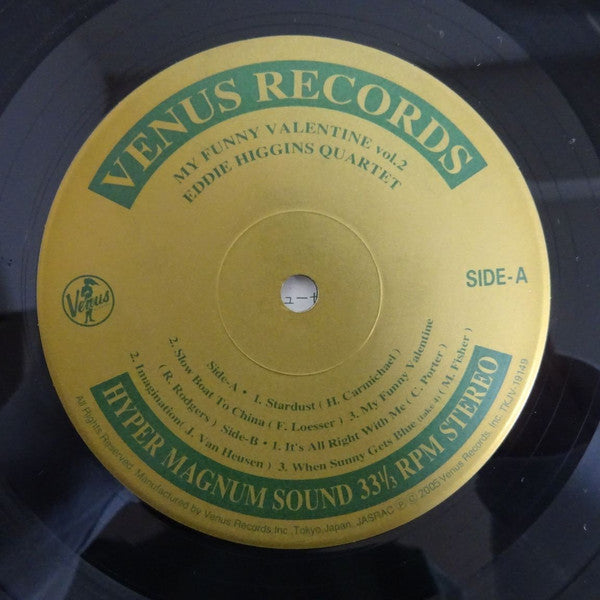 VENUS RECORDS
MY FUNNY VALENTINE vol.2
EDDIE HIGGINS QUARTET
SIDE-A
Venus
ュー
Side-A • 1. Stardust ( H. Carmichael )
2. Slow Boat To China ( F. Loesser ) 3. My Funny Valentine
( R. Rodgers ) Side-B • 1. It's All Right With Me( C. Porter )
2. Imagination( J. Van Heusen ) 3. When Sunny Gets Blue (take 4) ( M. Fisher )
HYPER MAGNUM SOUND 33⅓ RPM STEREO
All Rights Reserved. Manufactured by Venus Records,Inc.,Tokyo,Japan. JASRAC Ⓟ © 2005 Venus Records, Inc. TKJV-19149